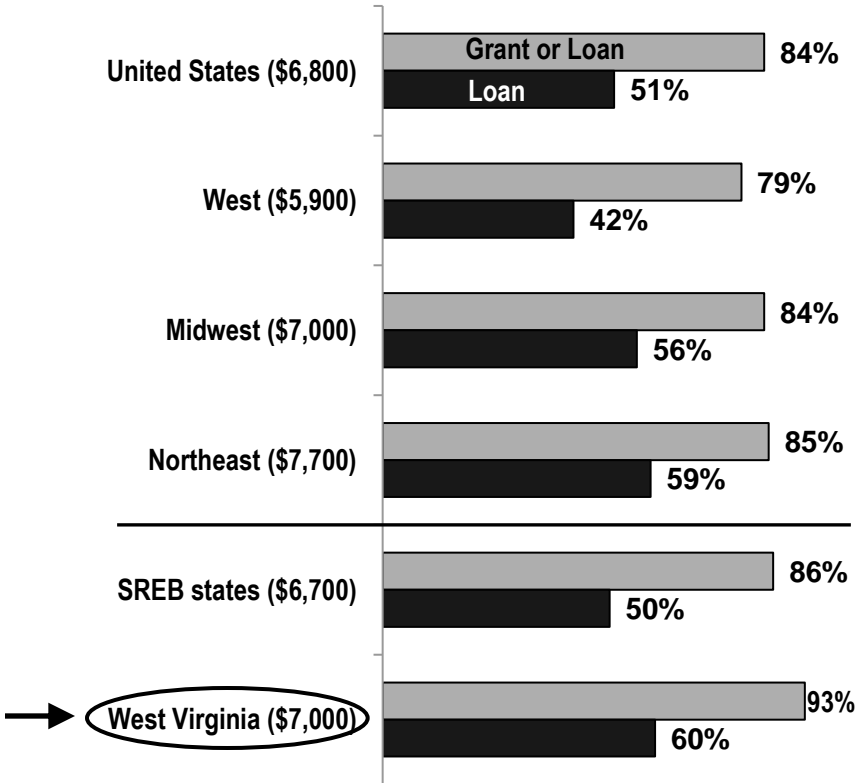 Grant or Loan 84%
United States ($6,800)
Loan 51%
79%
West ($5,900)
42%
84%
Midwest ($7,000)
56%
85%
Northeast ($7,700)
59%
86%
SREB states ($6,700)
50%
93%
West Virginia ($7,000)
60%